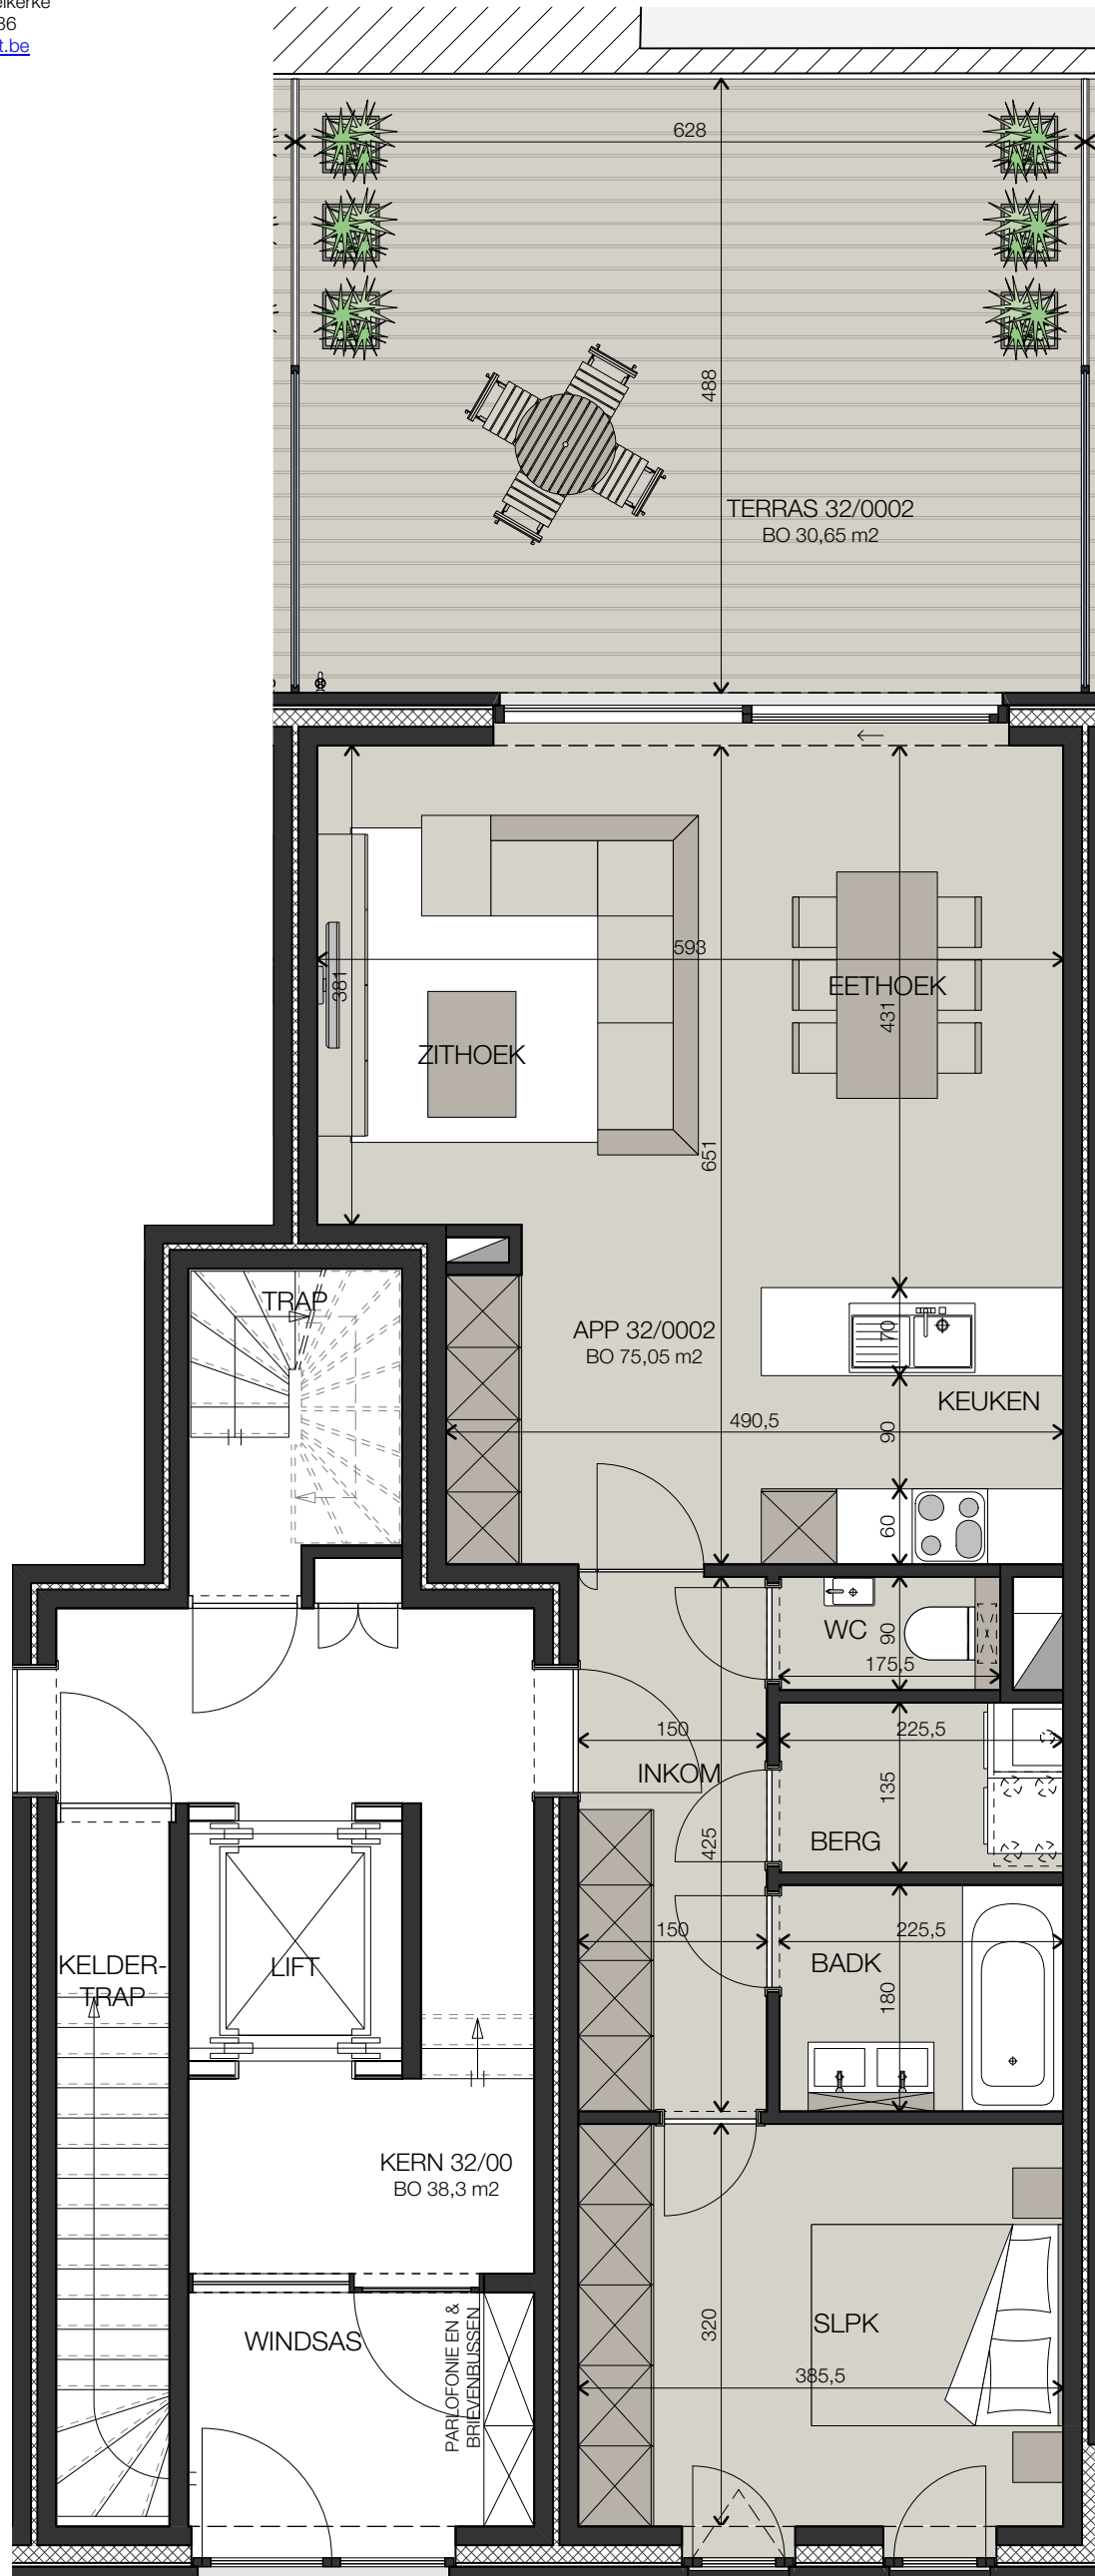 36
t.be
628
488
TERRAS 32/0002
BO 30,65 m2
593
381
EETHOEK
431
ZITHOEK
651
TRAP
APP 32/0002
BO 75,05 m2
70
KEUKEN
490,5
90
60
WC
90
175,5
150
225,5
INKOM
135
425
BERG
150
225,5
KELDER-
TRAP
LIFT
BADK
180
KERN 32/00
BO 38,3 m2
320
SLPK
WINDSAS
PARLOFONIE EN &
BRIEVENBUSSEN
385,5